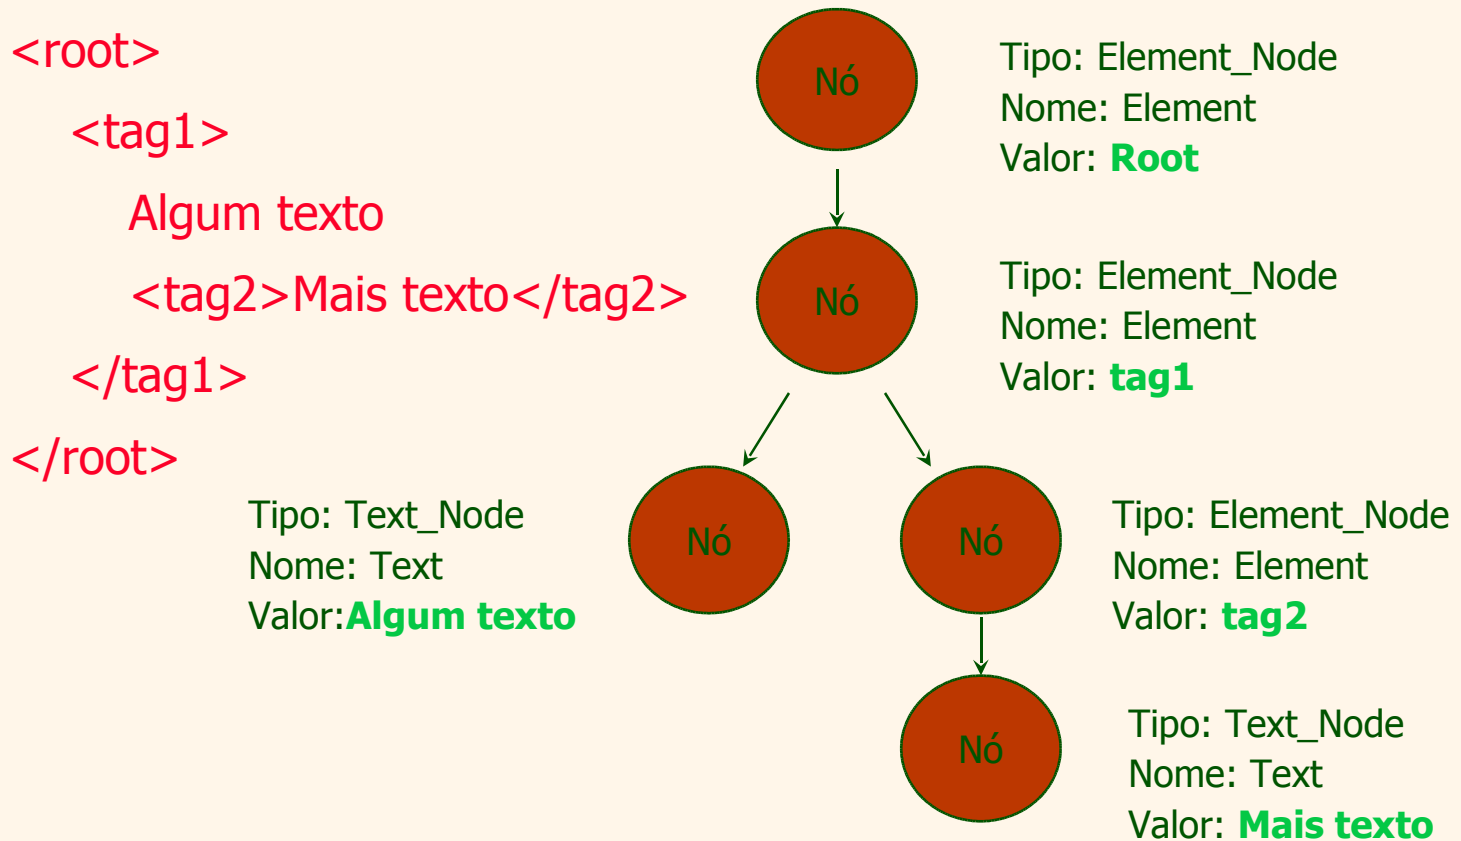 <root>
<tag1>
Algum texto
<tag2>Mais texto</tag2>
</tag1>
</root>
Nó
Tipo: Element_Node
Nome: Element
Valor: Root
Nó
Tipo: Element_Node
Nome: Element
Valor: tag1
Tipo: Text_Node
Nome: Text
Valor:Algum texto
Nó
Nó
Tipo: Element_Node
Nome: Element
Valor: tag2
Nó
Tipo: Text_Node
Nome: Text
Valor: Mais texto